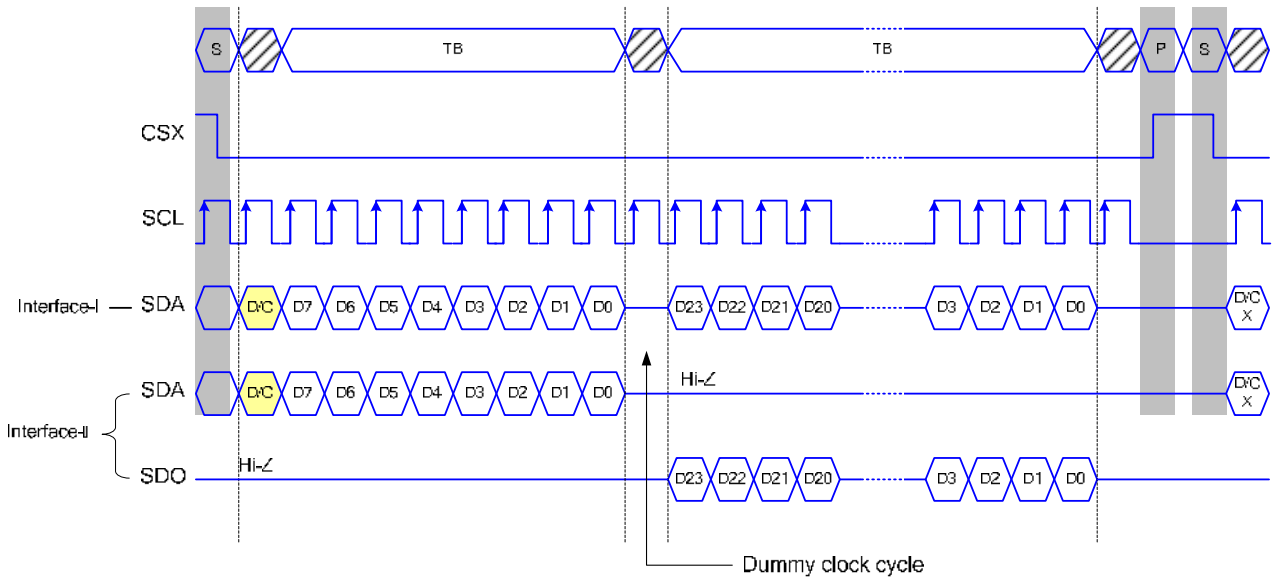 S TB TB P S
CSX
SCL
Interface-I SDA D/C D7 D6 D5 D4 D3 D2 D1 D0 D23 D22 D21 D20 D3 D2 D1 D0 D/C X
SDA D/C D7 D6 D5 D4 D3 D2 D1 D0 Hi-Z D/C X
Interface-II
SDO Hi-Z D23 D22 D21 D20 D3 D2 D1 D0
Dummy clock cycle